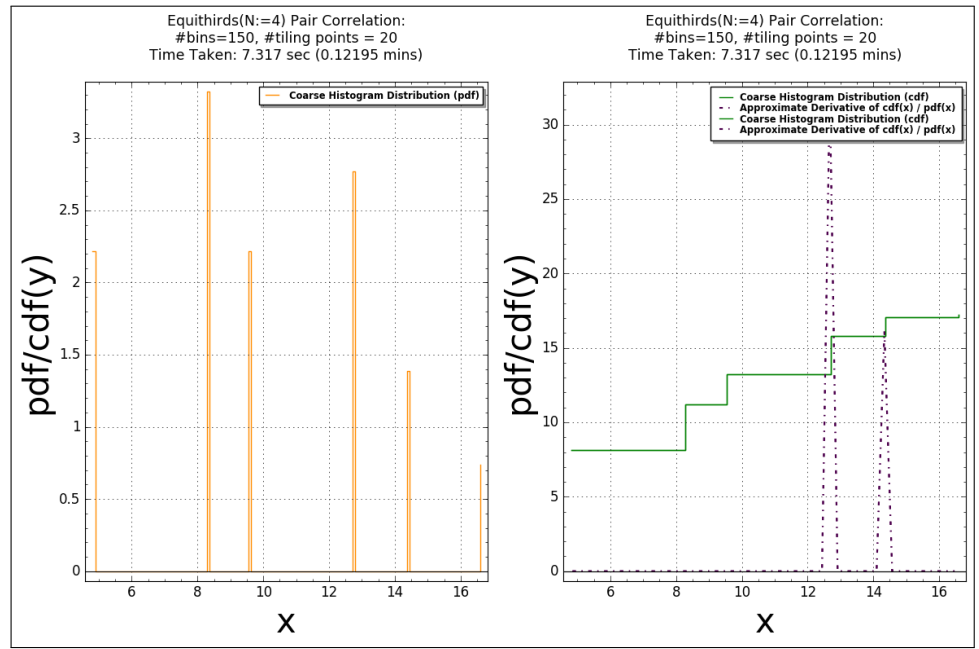 Equithirds(N:=4) Pair Correlation:
#bins=150, #tiling points = 20
Time Taken: 7.317 sec (0.12195 mins)
Coarse Histogram Distribution (pdf)
3
2.5
2
1.5
1
0.5
0
pdf/cdf(y)
6 8 10 12 14 16
x
Equithirds(N:=4) Pair Correlation:
#bins=150, #tiling points = 20
Time Taken: 7.317 sec (0.12195 mins)
Coarse Histogram Distribution (cdf)
Approximate Derivative of cdf(x) / pdf(x)
Coarse Histogram Distribution (cdf)
Approximate Derivative of cdf(x) / pdf(x)
30
25
20
15
10
5
0
pdf/cdf(y)
6 8 10 12 14 16
x